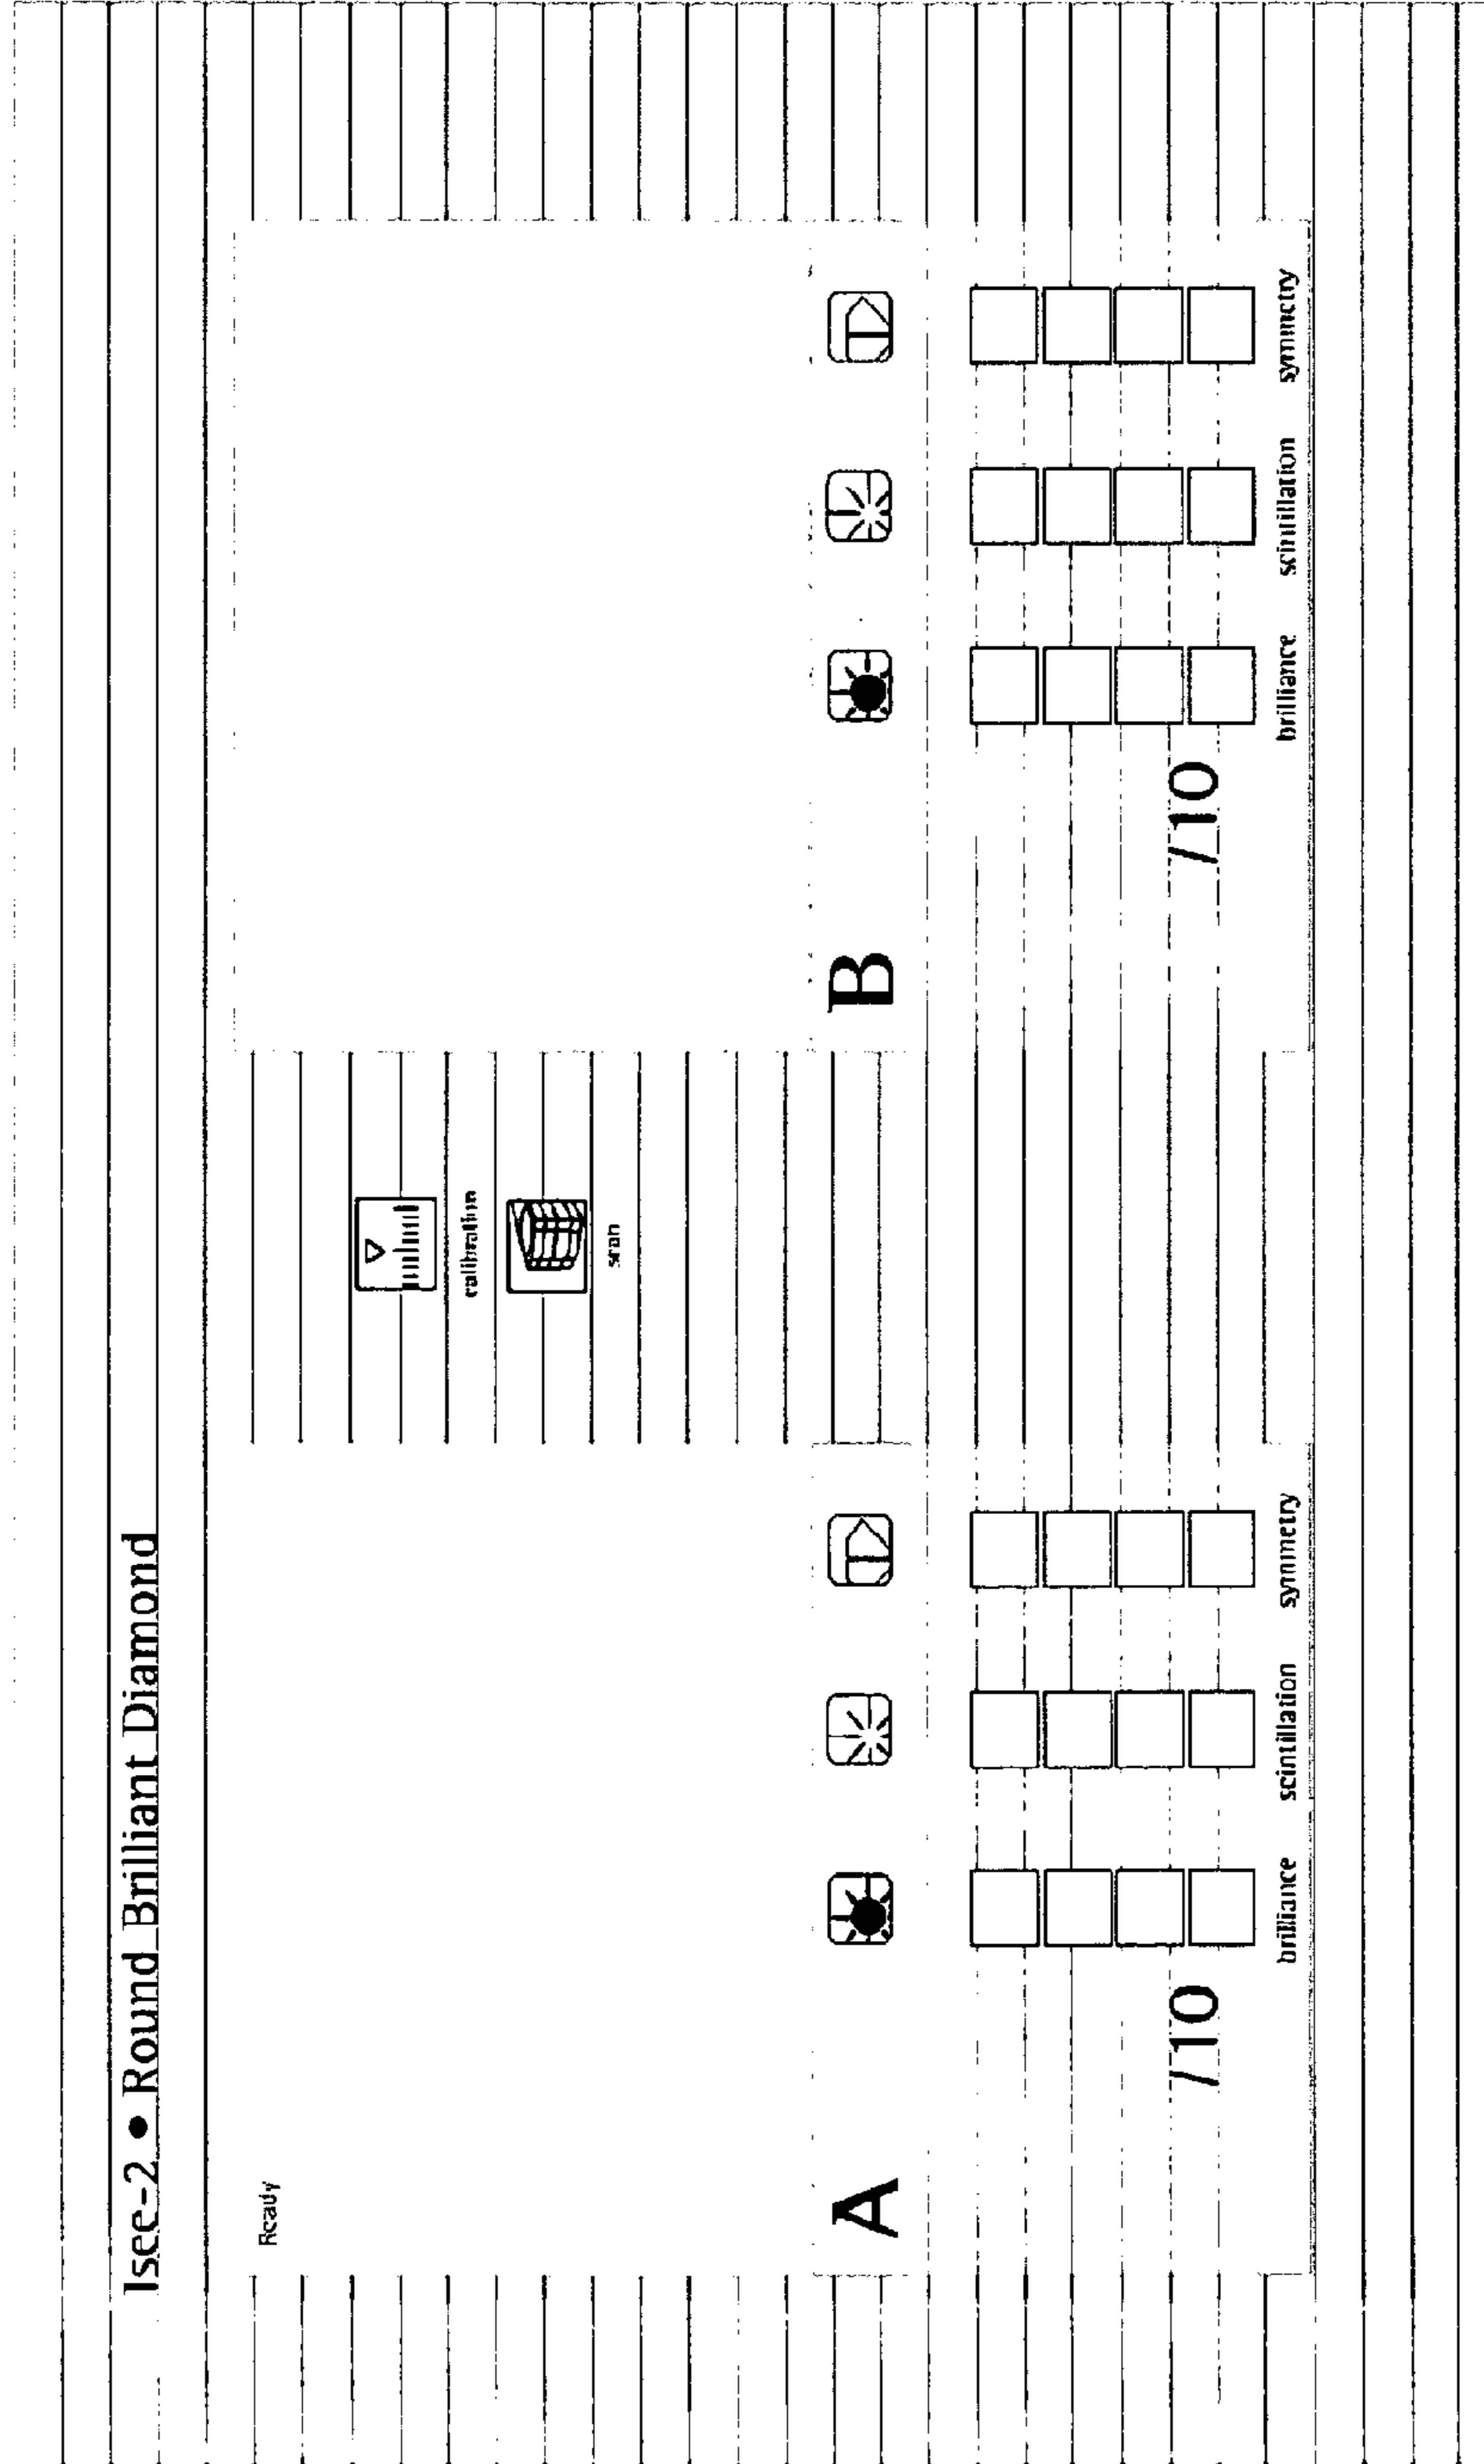 Isee-2 • Round Brilliant Diamond
Ready
calibration
scan
A
B
/10
brilliance scintillation symmetry
/10
brilliance scintillation symmetry